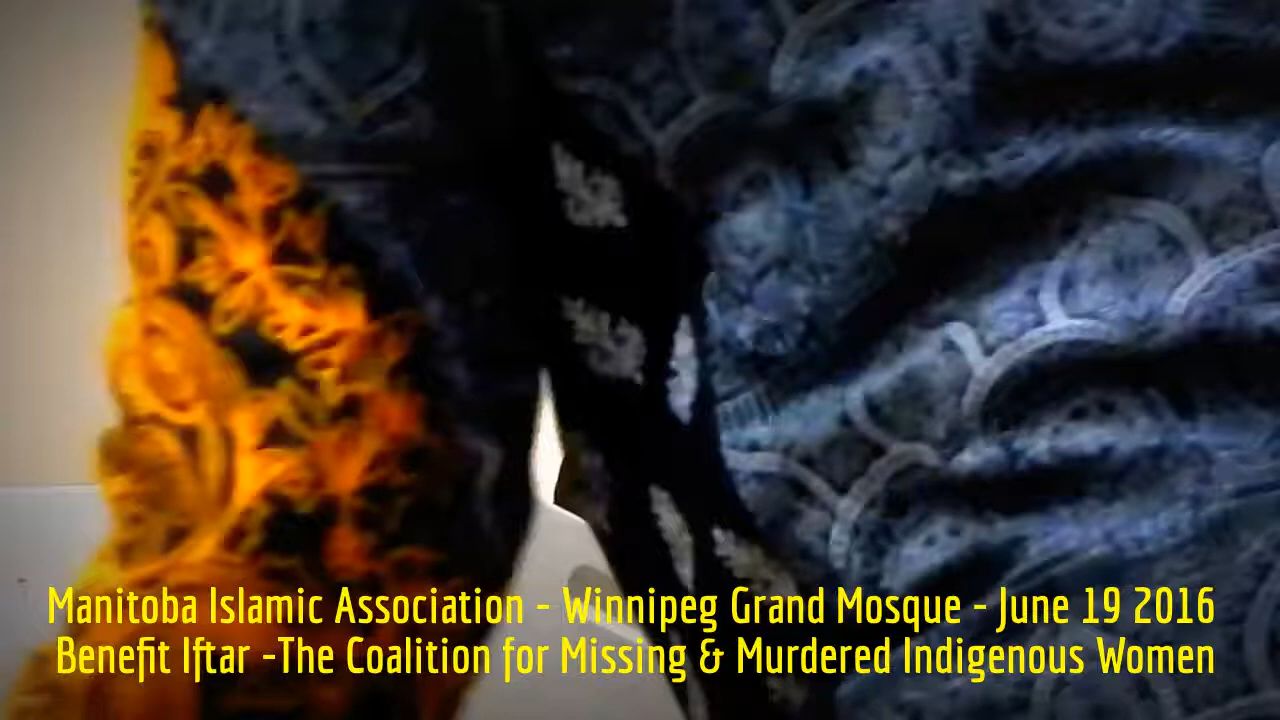 Manitoba Islamic Association - Winnipeg Grand Mosque - June 19 2016
Benefit Iftar -The Coalition for Missing & Murdered Indigenous Women